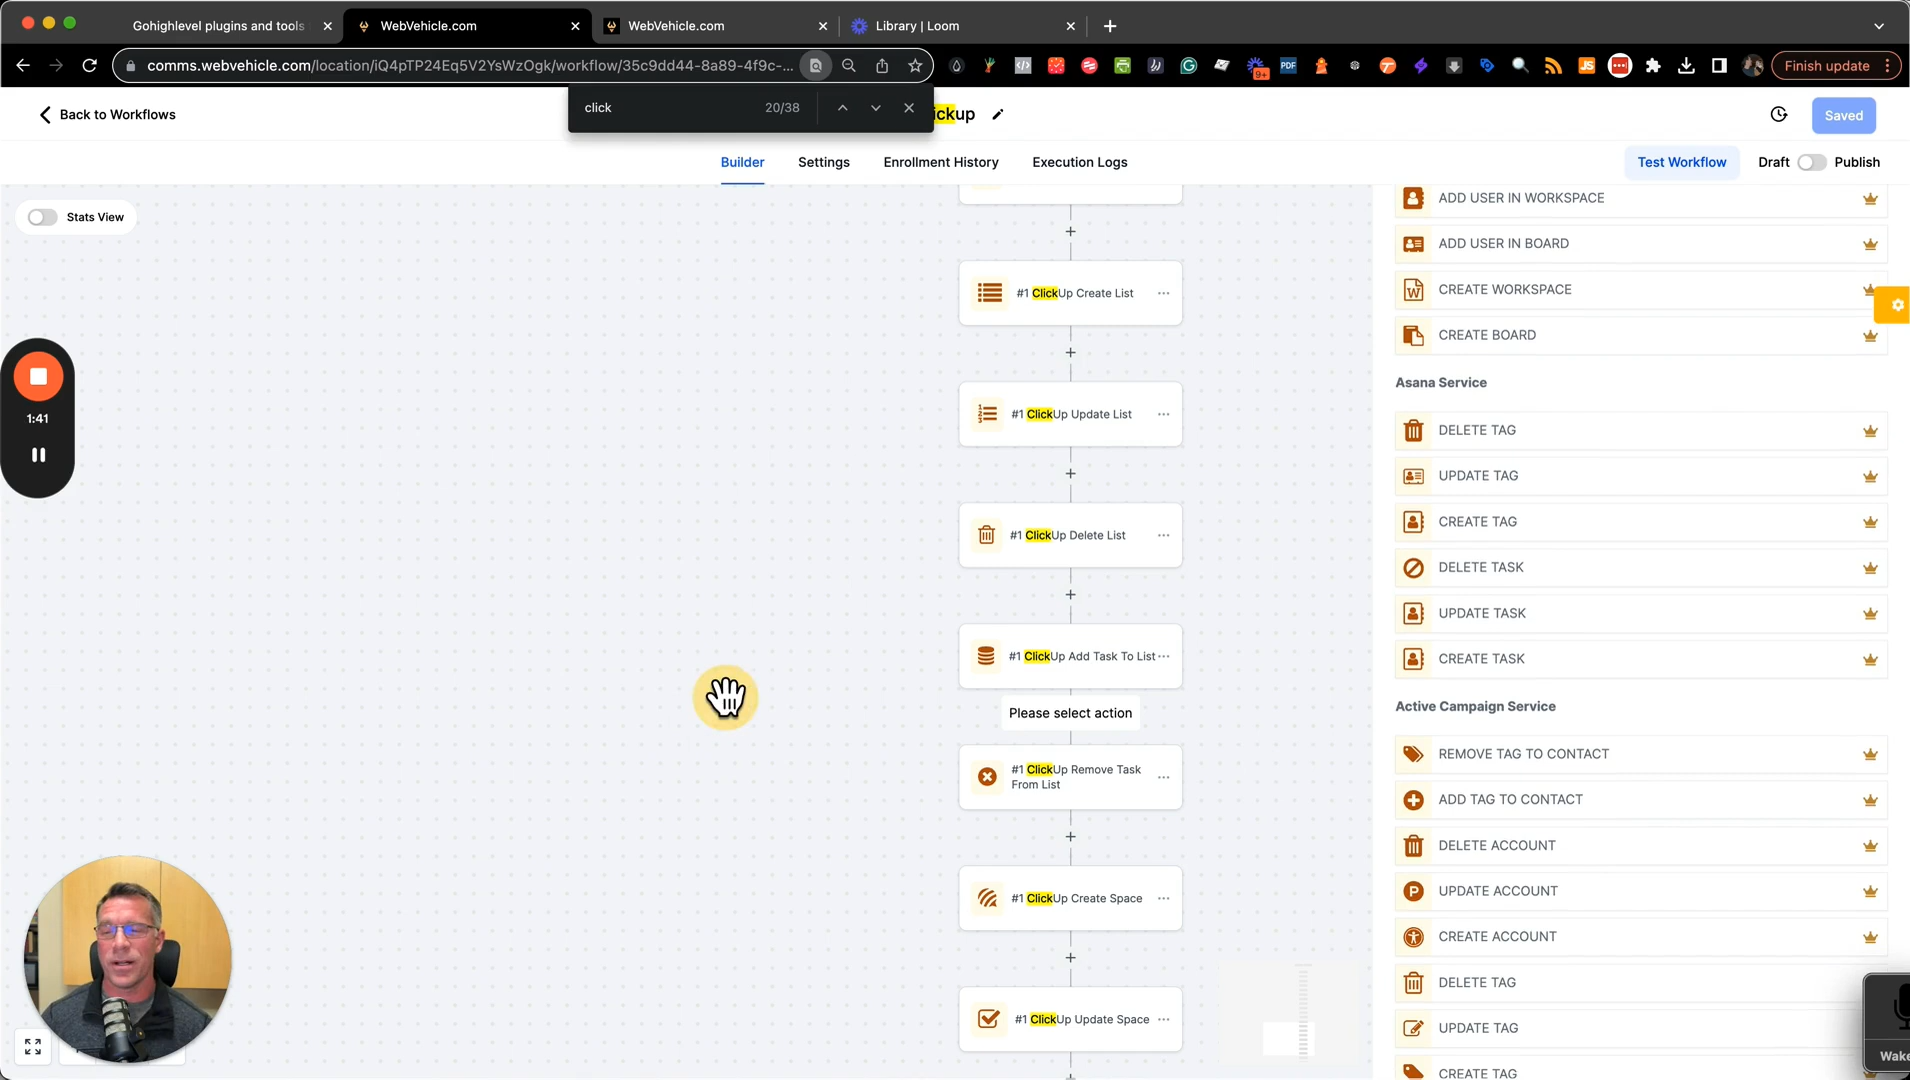 Gohighlevel plugins and tools
WebVehicle.com
WebVehicle.com
Library | Loom
comms.webvehicle.com/location/iQ4pTP24Eq5V2YsWzOgk/workflow/35c9dd44-8a89-4f9c-...
9+
PDF
JS
Finish update
Back to Workflows
click
20/38
ickup
Saved
Builder
Settings
Enrollment History
Execution Logs
Test Workflow
Draft
Publish
Stats View
1:41
#1 ClickUp Create List
#1 ClickUp Update List
#1 ClickUp Delete List
#1 ClickUp Add Task To List
Please select action
#1 ClickUp Remove Task
From List
#1 ClickUp Create Space
#1 ClickUp Update Space
ADD USER IN WORKSPACE
ADD USER IN BOARD
CREATE WORKSPACE
CREATE BOARD
Asana Service
DELETE TAG
UPDATE TAG
CREATE TAG
DELETE TASK
UPDATE TASK
CREATE TASK
Active Campaign Service
REMOVE TAG TO CONTACT
ADD TAG TO CONTACT
DELETE ACCOUNT
UPDATE ACCOUNT
CREATE ACCOUNT
DELETE TAG
UPDATE TAG
CREATE TAG
Wake